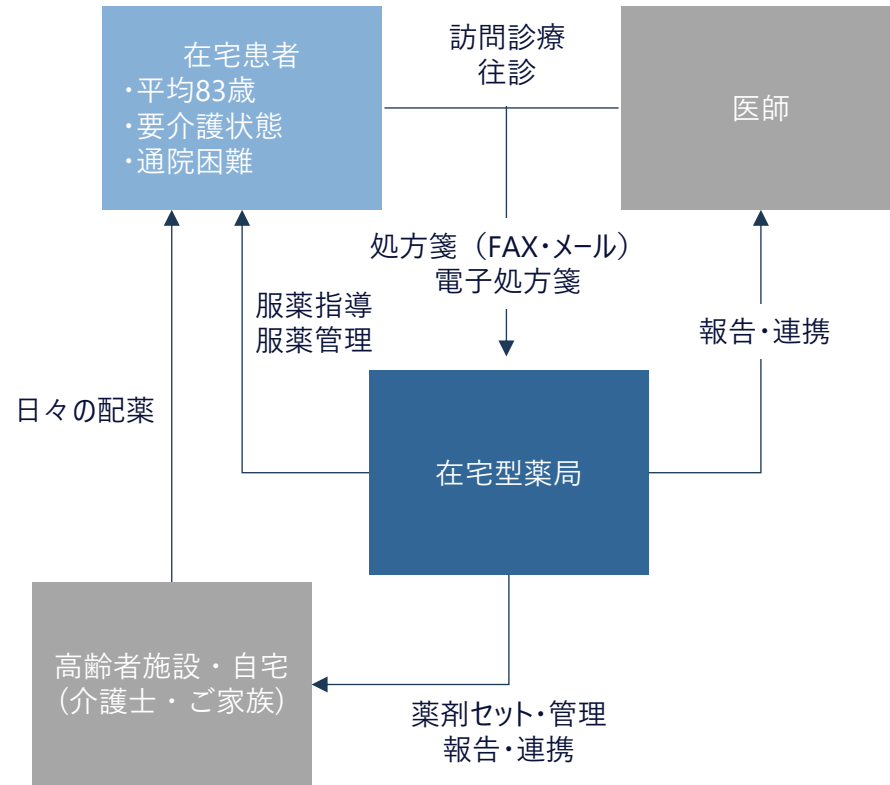 在宅患者
・平均83歳
・要介護状態
・通院困難
訪問診療
往診
医師
処方箋（FAX・メール）
電子処方箋
服薬指導
服薬管理
報告・連携
日々の配薬
在宅型薬局
高齢者施設・自宅
(介護士・ご家族)
薬剤セット・管理
報告・連携